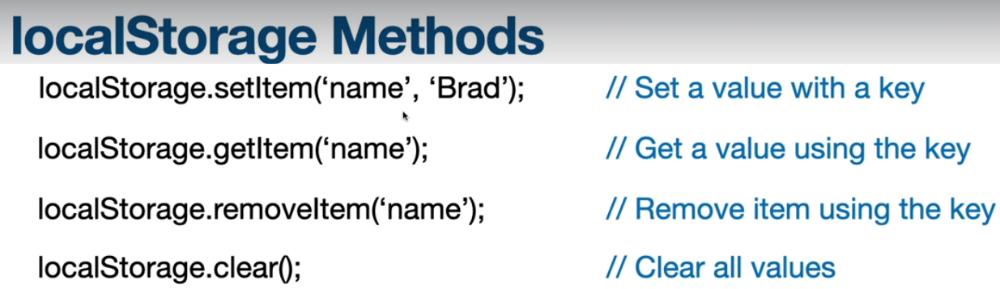 localStorage Methods
localStorage.setItem(‘name’, ‘Brad’); // Set a value with a key
localStorage.getItem(‘name’); // Get a value using the key
localStorage.removeItem(‘name’); // Remove item using the key
localStorage.clear(); // Clear all values